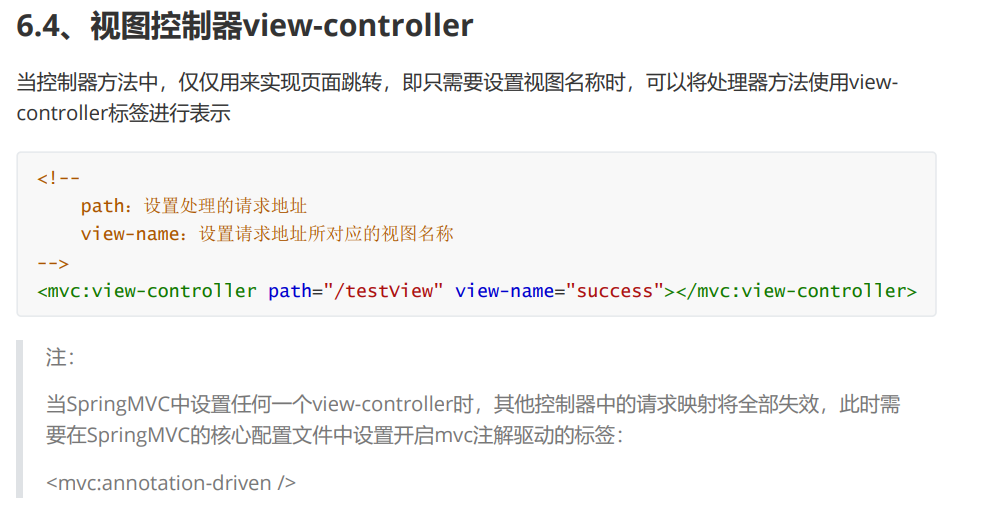 6.4、视图控制器view-controller
当控制器方法中，仅仅用来实现页面跳转，即只需要设置视图名称时，可以将处理器方法使用view-
controller标签进行表示
<!--
    path：设置处理的请求地址
    view-name：设置请求地址所对应的视图名称
-->
<mvc:view-controller path="/testView" view-name="success"></mvc:view-controller>
注：
当SpringMVC中设置任何一个view-controller时，其他控制器中的请求映射将全部失效，此时需
要在SpringMVC的核心配置文件中设置开启mvc注解驱动的标签：
<mvc:annotation-driven />